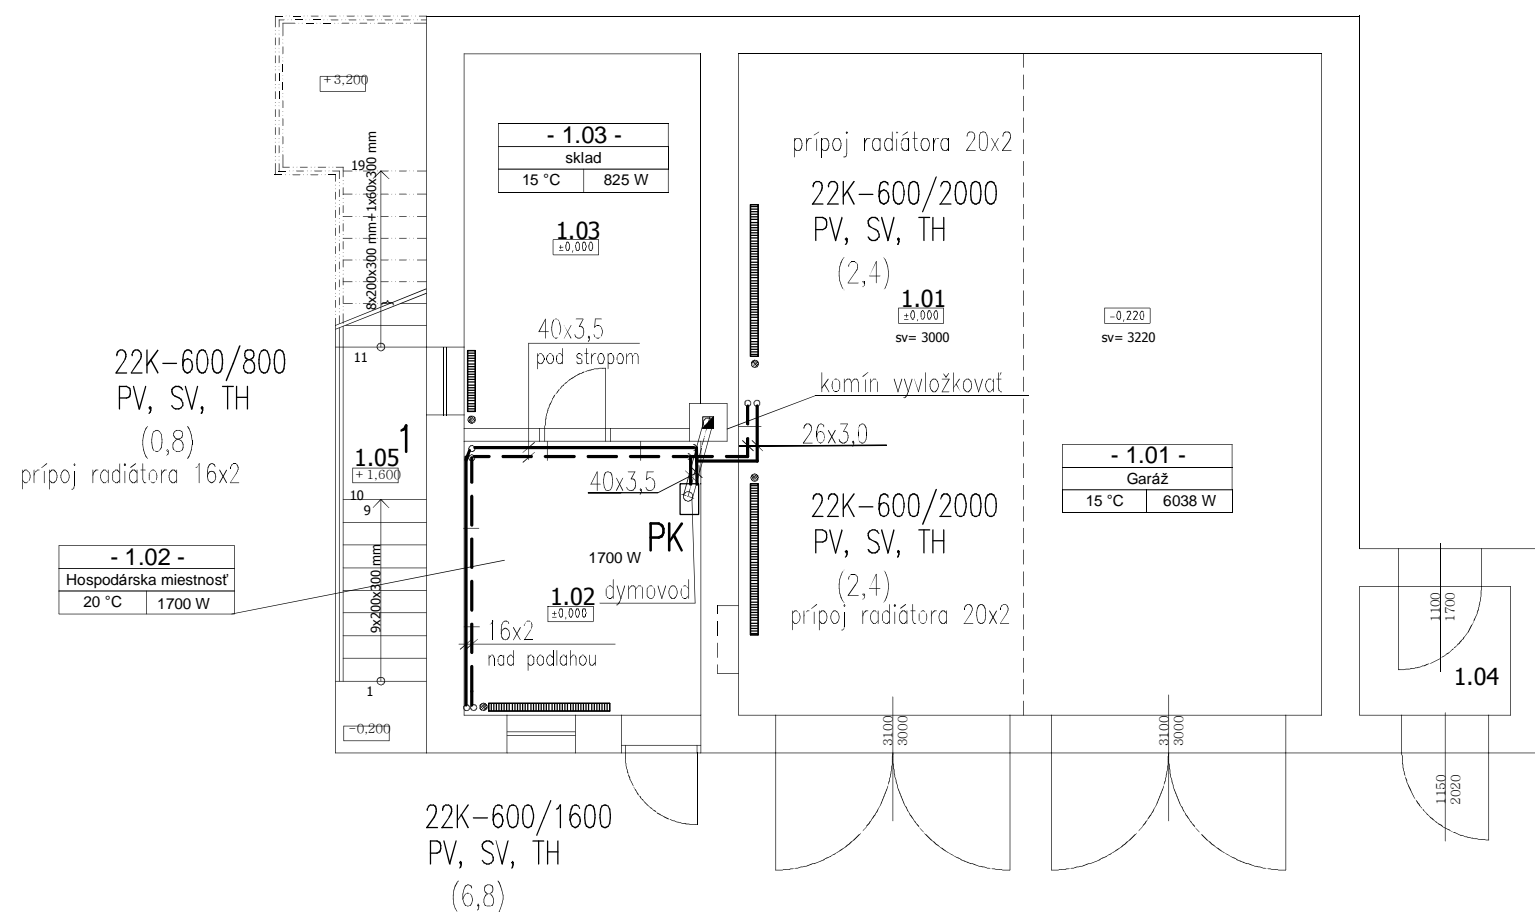 +3,200
19
8x200x300 mm+1x60x300 mm
- 1.03 -
sklad
15 °C 825 W
1.03
±0,000
prípoj radiátora 20x2
22K-600/2000
PV, SV, TH
(2,4)
1.01
±0,000
sv= 3000
-0,220
sv= 3220
40x3,5
pod stropom
komín vyvložkovať
22K-600/800
PV, SV, TH
(0,8)
prípoj radiátora 16x2
11
1
1.05
+1,600
10
9
9x200x300 mm
1
-0,200
26x3,0
40x3,5
PK
- 1.01 -
Garáž
15 °C 6038 W
22K-600/2000
PV, SV, TH
(2,4)
prípoj radiátora 20x2
- 1.02 -
Hospodárska miestnosť
20 °C 1700 W
1700 W
1.02
±0,000
dymovod
16x2
nad podlahou
1100
1700
1.04
3100
3000
3100
3000
1150
2020
22K-600/1600
PV, SV, TH
(6,8)